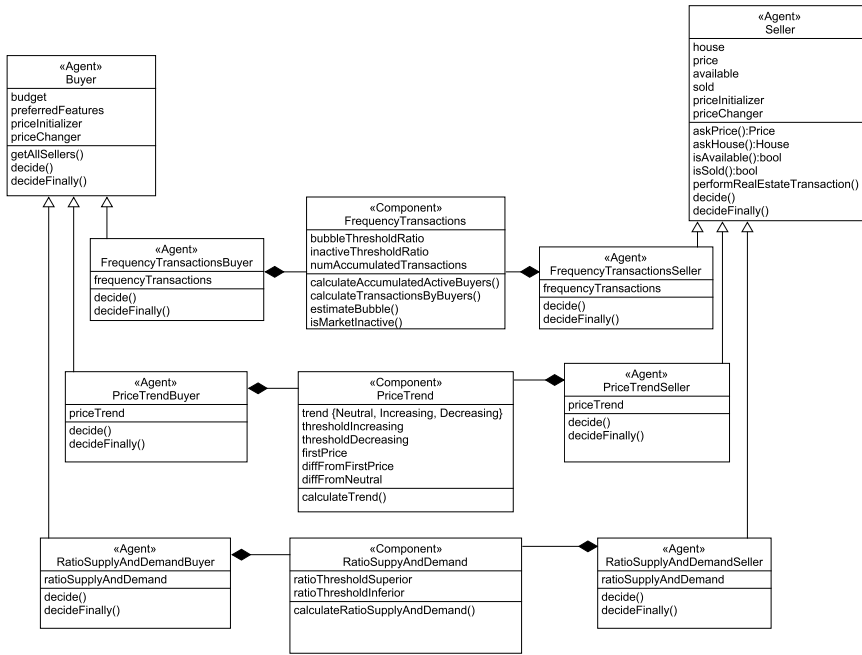 «Agent»
Seller
house
price
available
sold
priceInitializer
priceChanger
askPrice():Price
askHouse():House
isAvailable():bool
isSold():bool
performRealEstateTransaction()
decide()
decideFinally()
«Agent»
Buyer
budget
preferredFeatures
priceInitializer
priceChanger
getAllSellers()
decide()
decideFinally()
«Agent»
FrequencyTransactionsBuyer
frequencyTransactions
decide()
decideFinally()
«Component»
FrequencyTransactions
bubbleThresholdRatio
inactiveThresholdRatio
numAccumulatedTransactions
calculateAccumulatedActiveBuyers()
calculateTransactionsByBuyers()
estimateBubble()
isMarketInactive()
«Agent»
FrequencyTransactionsSeller
frequencyTransactions
decide()
decideFinally()
«Agent»
PriceTrendBuyer
priceTrend
decide()
decideFinally()
«Component»
PriceTrend
trend {Neutral, Increasing, Decreasing}
thresholdIncreasing
thresholdDecreasing
firstPrice
diffFromFirstPrice
diffFromNeutral
calculateTrend()
«Agent»
PriceTrendSeller
priceTrend
decide()
decideFinally()
«Agent»
RatioSupplyAndDemandBuyer
ratioSupplyAndDemand
decide()
decideFinally()
«Component»
RatioSuppyAndDemand
ratioThresholdSuperior
ratioThresholdInferior
calculateRatioSupplyAndDemand()
«Agent»
RatioSupplyAndDemandSeller
ratioSupplyAndDemand
decide()
decideFinally()